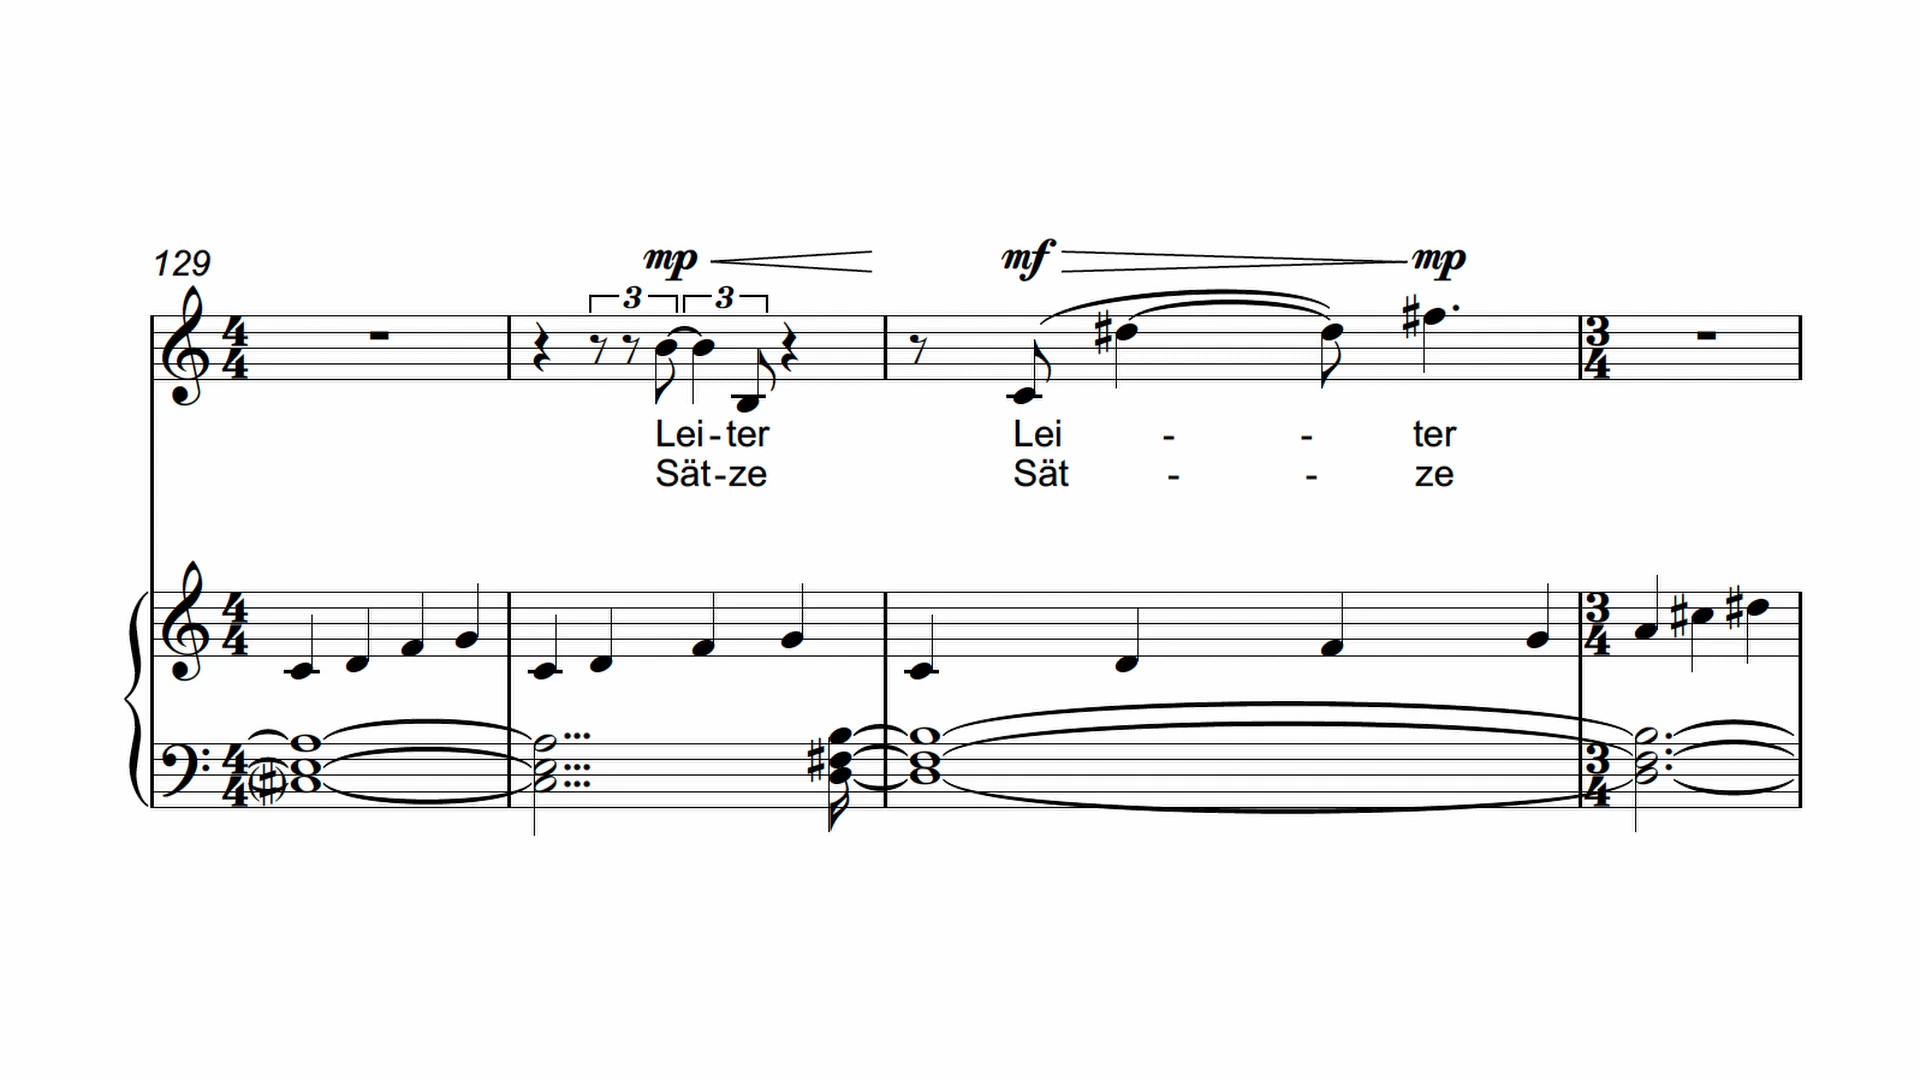 129
mp mf mp
3 3
Lei - ter Lei - - ter
Sät - ze Sät - - ze